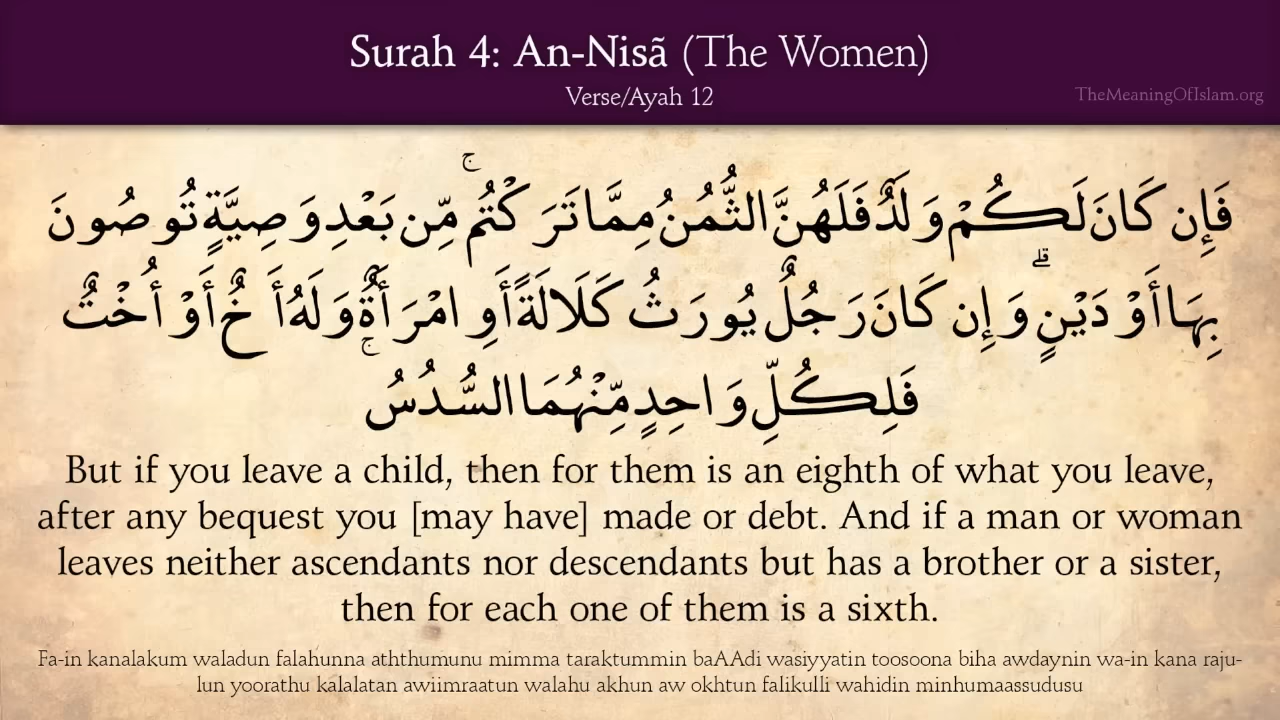 Surah 4: An-Nisã (The Women)
Verse/Ayah 12
TheMeaningOfIslam.org
فَإِن كَانَ لَكُمْ وَلَدٌ فَلَهُنَّ الثُّمُنُ مِمَّا تَرَكْتُم ۚ مِّن بَعْدِ وَصِيَّةٍ تُوصُونَ
بِهَا أَوْ دَيْنٍ ۗ وَإِن كَانَ رَجُلٌ يُورَثُ كَلَالَةً أَوِ امْرَأَةٌ وَلَهُ أَخٌ أَوْ أُخْتٌ
فَلِكُلِّ وَاحِدٍ مِّنْهُمَا السُّدُسُ ۚ
But if you leave a child, then for them is an eighth of what you leave,
after any bequest you [may have] made or debt. And if a man or woman
leaves neither ascendants nor descendants but has a brother or a sister,
then for each one of them is a sixth.
Fa-in kanalakum waladun falahunna aththumunu mimma taraktummin baAAdi wasiyyatin toosoona biha awdaynin wa-in kana raju-
lun yoorathu kalalatan awiimraatun walahu akhun aw okhtun falikulli wahidin minhumaassudusu